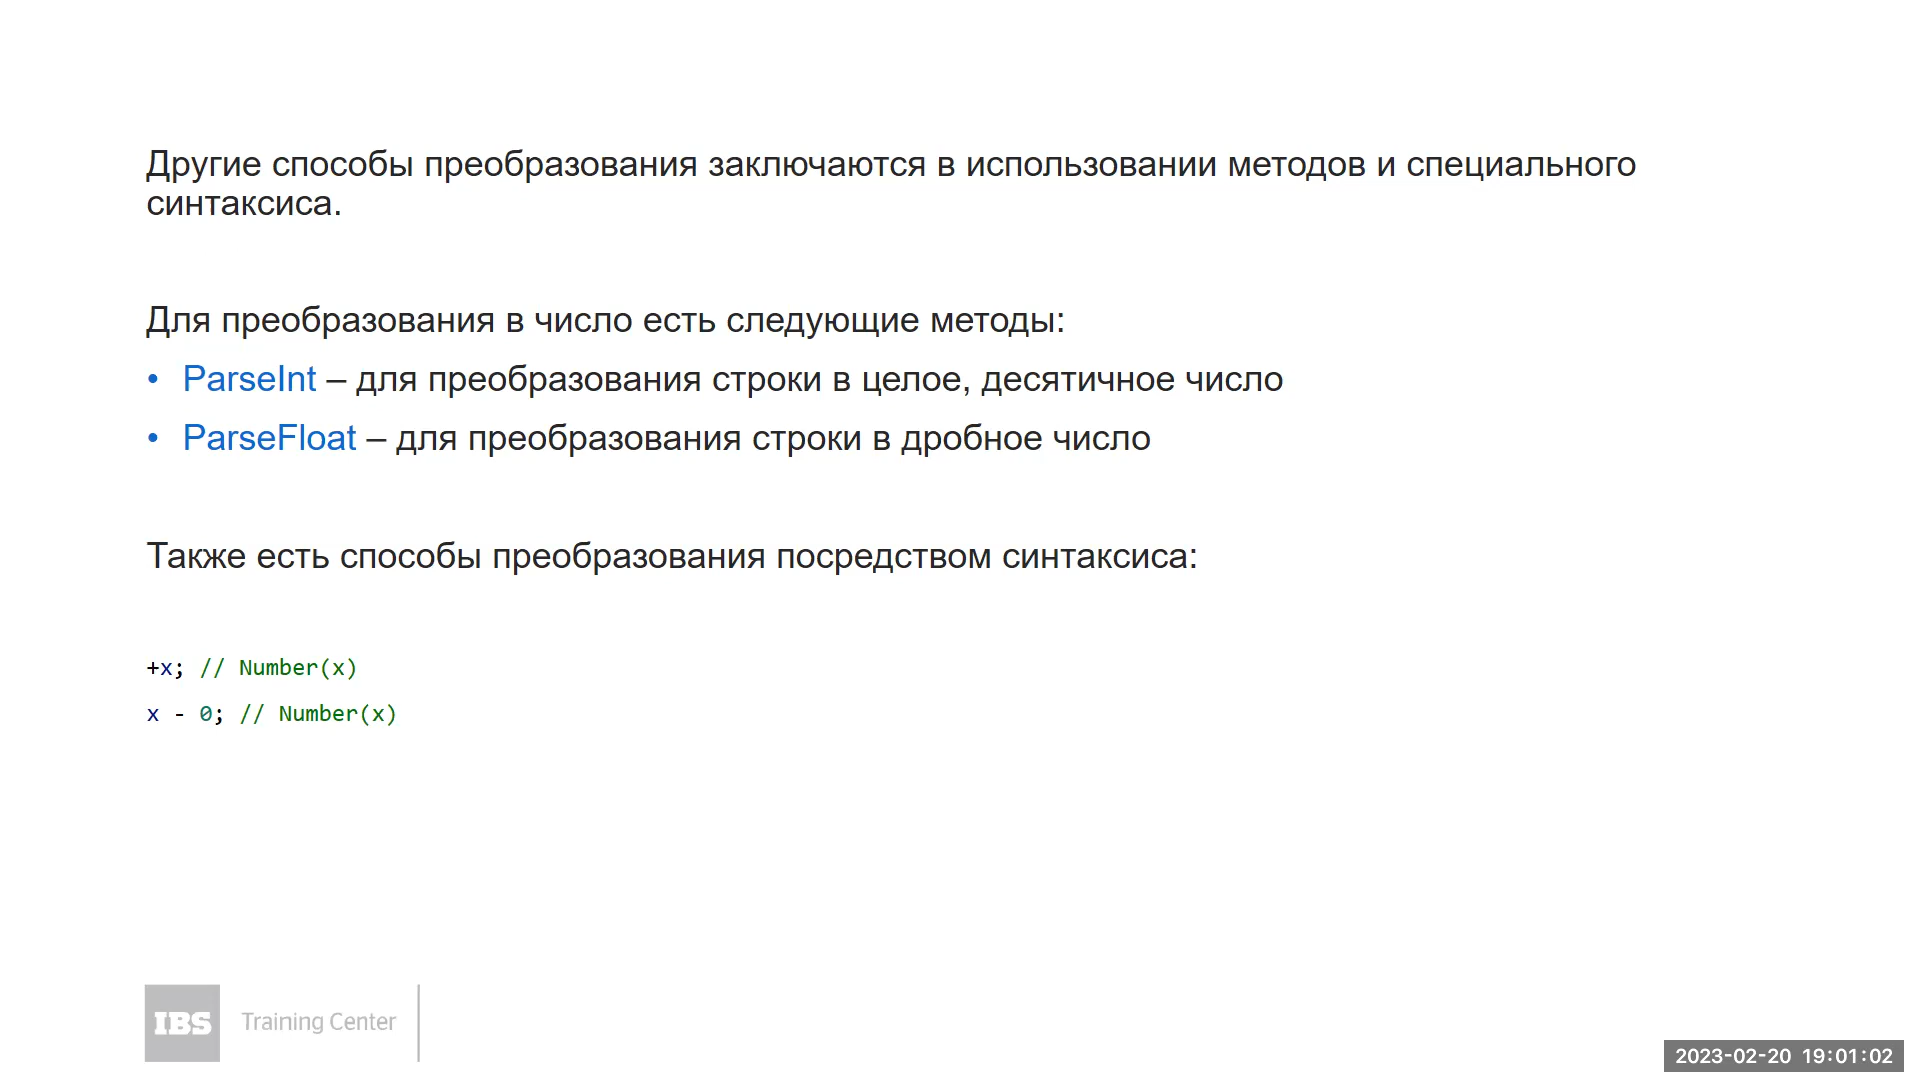 Другие способы преобразования заключаются в использовании методов и специального
синтаксиса.
Для преобразования в число есть следующие методы:
• ParseInt – для преобразования строки в целое, десятичное число
• ParseFloat – для преобразования строки в дробное число
Также есть способы преобразования посредством синтаксиса:
+x; // Number(x)
x - 0; // Number(x)
IBS Training Center
2023-02-20 19:01:02